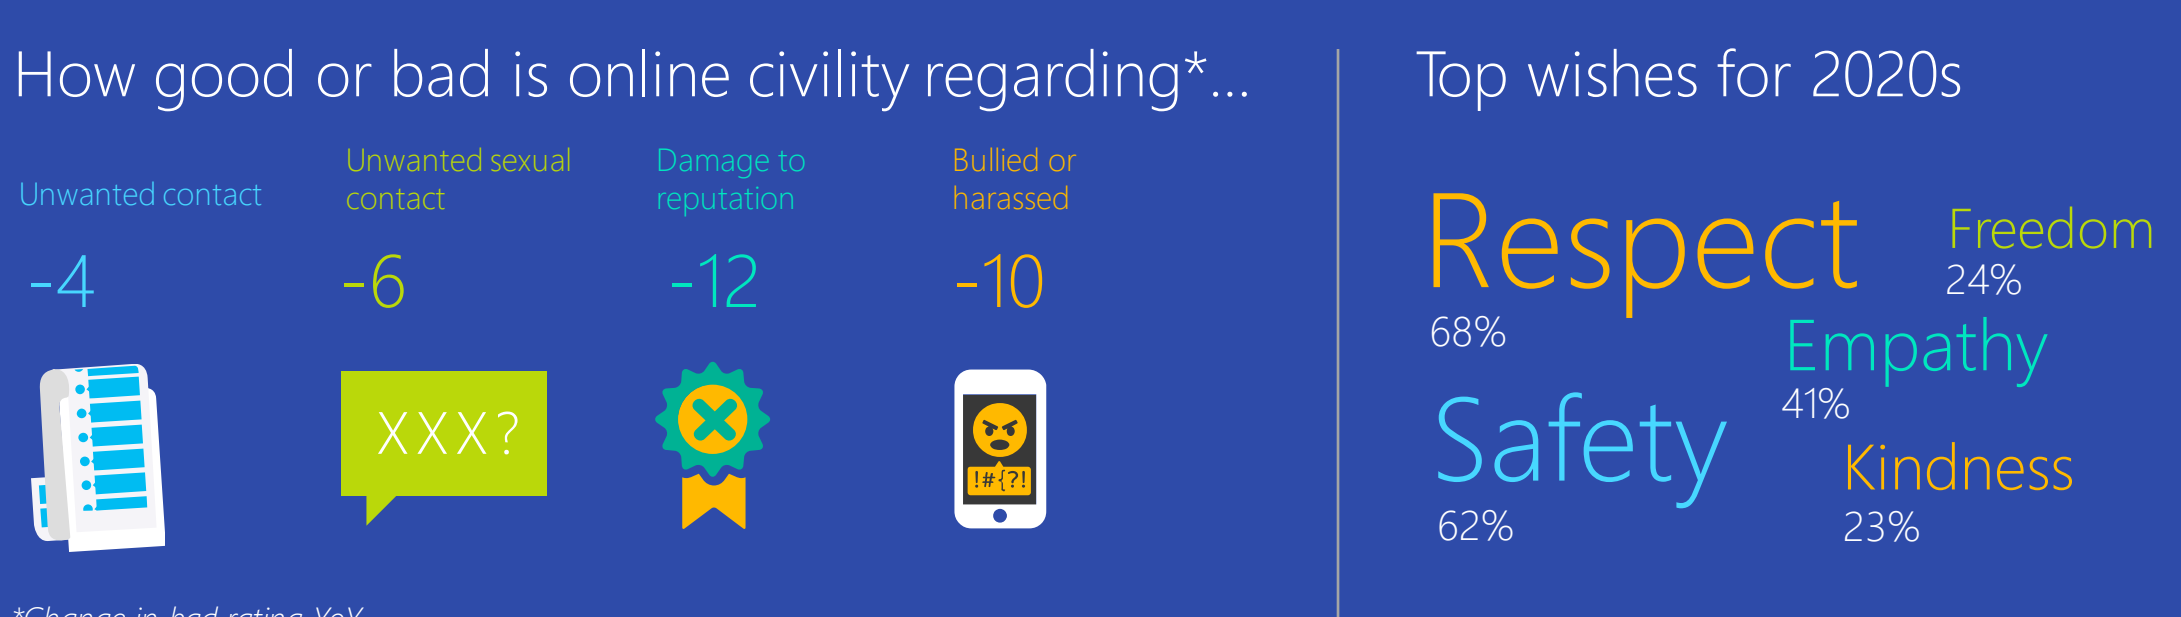 How good or bad is online civility regarding*...
Unwanted contact
-4
Unwanted sexual
contact
-6
XXX?
Damage to
reputation
-12
Bullied or
harassed
-10
!#{?!
*Change in bad rating YoY
Top wishes for 2020s
Respect
68%
Freedom
24%
Empathy
41%
Safety
62%
Kindness
23%